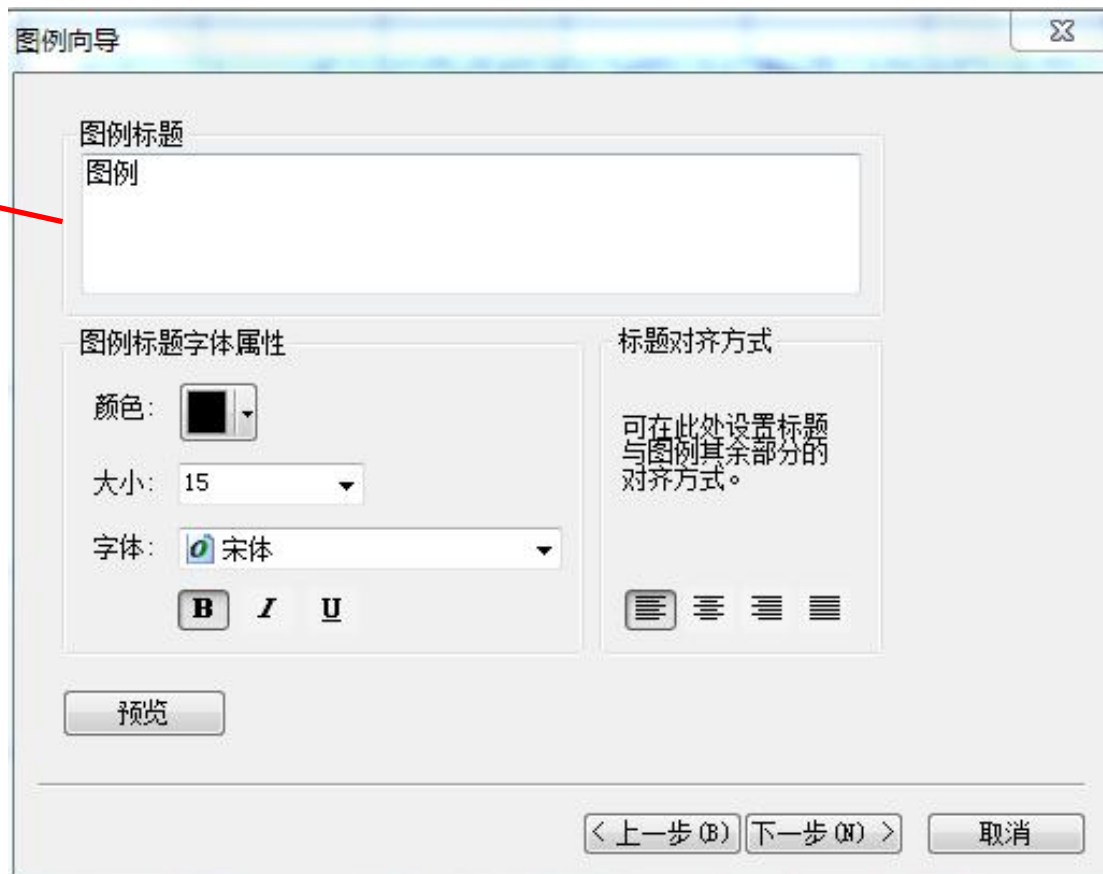 图例向导
图例标题
图例
图例标题字体属性
颜色:
大小: 15
字体: 宋体
B I U
标题对齐方式
可在此处设置标题
与图例其余部分的
对齐方式。
预览
< 上一步(B)
下一步(N) >
取消